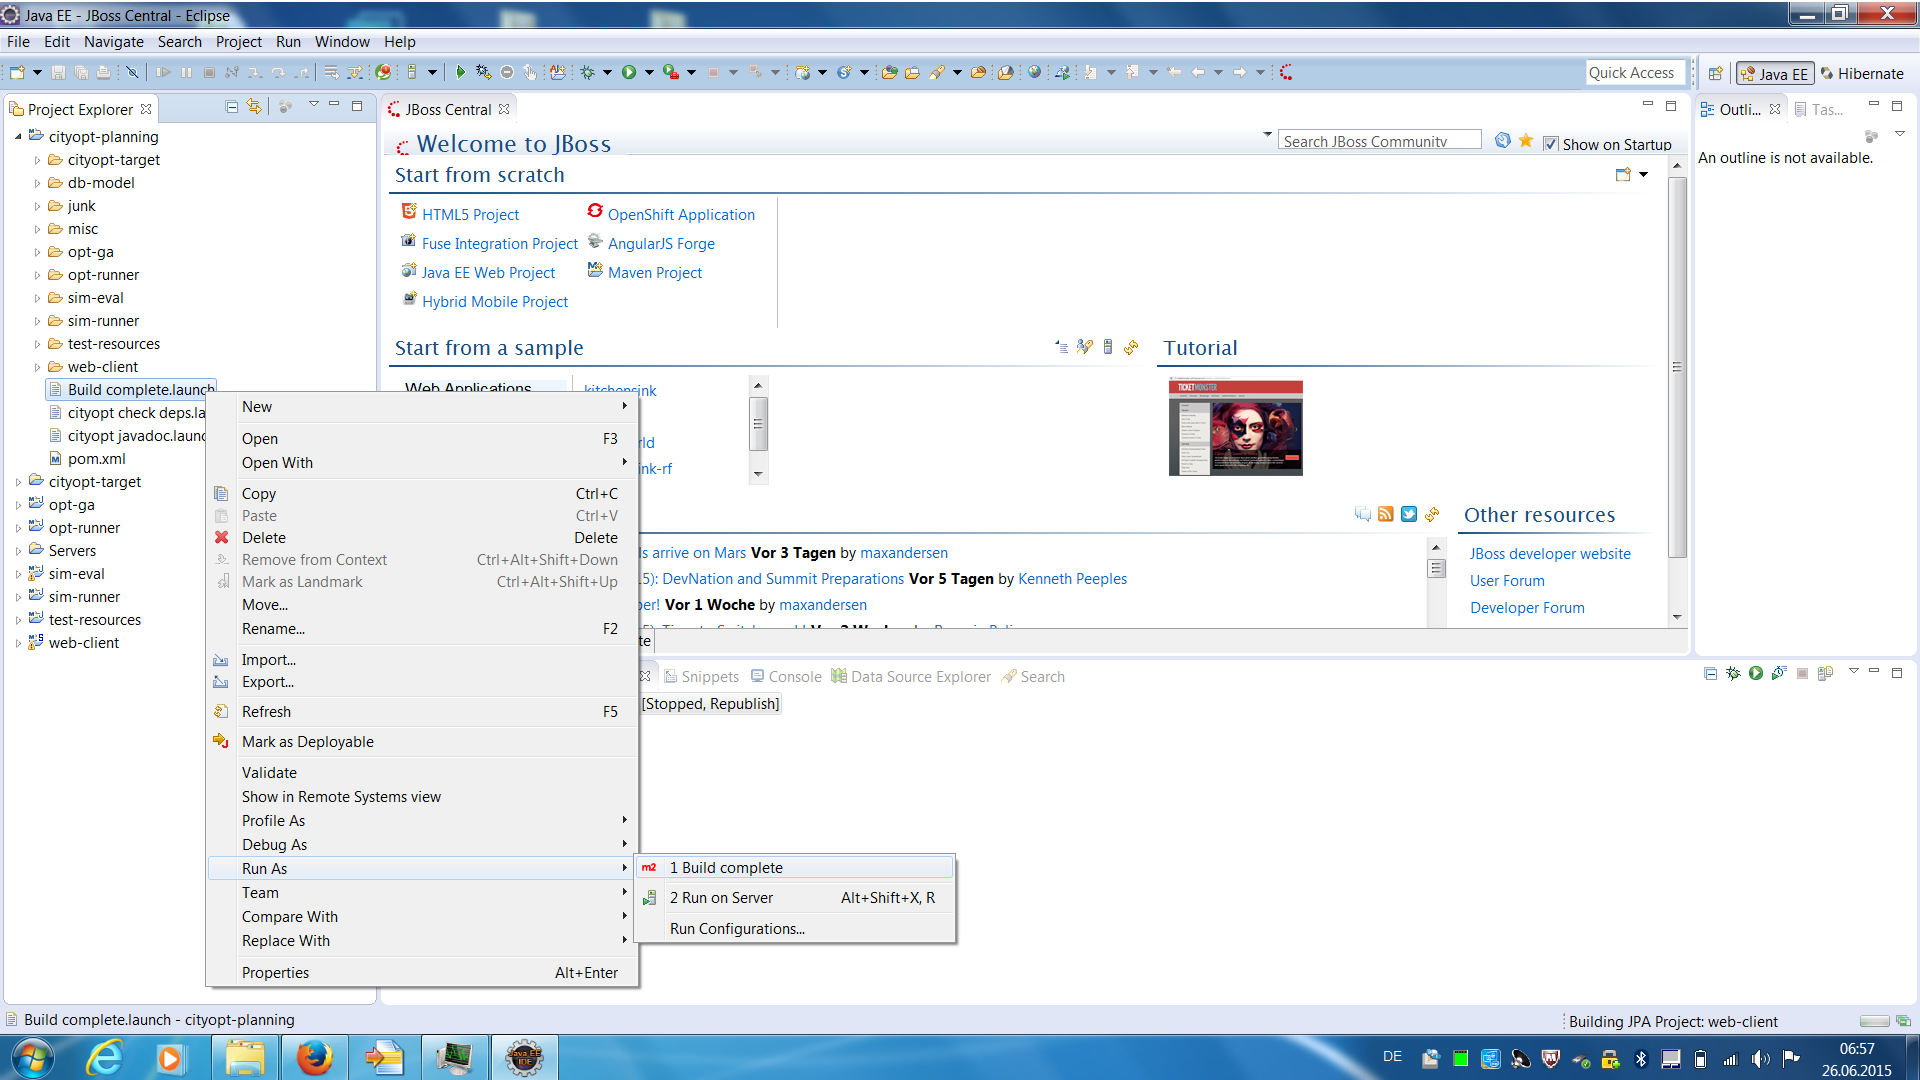 Java EE - JBoss Central - Eclipse
File Edit Navigate Search Project Run Window Help
Quick Access
Java EE
Hibernate
Project Explorer
cityopt-planning
cityopt-target
db-model
junk
misc
opt-ga
opt-runner
sim-eval
sim-runner
test-resources
web-client
Build complete.launch
cityopt check deps.la
cityopt javadoc.launc
pom.xml
cityopt-target
opt-ga
opt-runner
Servers
sim-eval
sim-runner
test-resources
web-client
JBoss Central
Welcome to JBoss
Search JBoss Community
Show on Startup
Start from scratch
HTML5 Project
OpenShift Application
Fuse Integration Project
AngularJS Forge
Java EE Web Project
Maven Project
Hybrid Mobile Project
Start from a sample
Web Applications
kitchensink
rld
ink-rf
Tutorial
TICKETMONSTER
ls arrive on Mars Vor 3 Tagen by maxandersen
.5): DevNation and Summit Preparations Vor 5 Tagen by Kenneth Peeples
ber! Vor 1 Woche by maxandersen
te
Other resources
JBoss developer website
User Forum
Developer Forum
Outli...
Tas...
An outline is not available.
Snippets
Console
Data Source Explorer
Search
[Stopped, Republish]
New
Open F3
Open With
Copy Ctrl+C
Paste Ctrl+V
Delete Delete
Remove from Context Ctrl+Alt+Shift+Down
Mark as Landmark Ctrl+Alt+Shift+Up
Move...
Rename... F2
Import...
Export...
Refresh F5
Mark as Deployable
Validate
Show in Remote Systems view
Profile As
Debug As
Run As
Team
Compare With
Replace With
Properties Alt+Enter
m2 1 Build complete
2 Run on Server Alt+Shift+X, R
Run Configurations...
Build complete.launch - cityopt-planning
Building JPA Project: web-client
Java EE
IDE
DE
06:57
26.06.2015